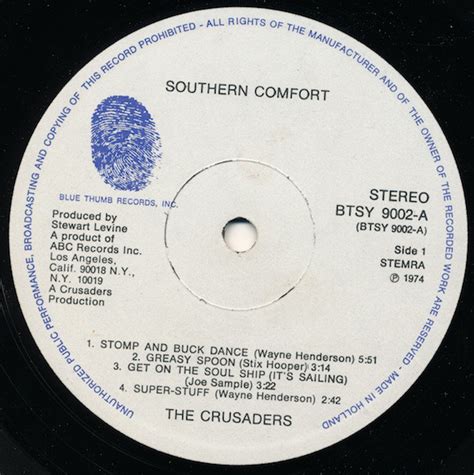 UNAUTHORIZED PUBLIC PERFORMANCE, BROADCASTING AND COPYING OF THIS RECORD PROHIBITED - ALL RIGHTS OF THE MANUFACTURER AND OF THE OWNER OF THE RECORDED WORK ARE RESERVED - MADE IN HOLLAND
SOUTHERN COMFORT
BLUE THUMB RECORDS, INC.
Produced by
Stewart Levine
A product of
ABC Records Inc.
Los Angeles,
Calif. 90018 N.Y.,
N.Y. 10019
A Crusaders
Production
STEREO
BTSY 9002-A
(BTSY 9002-A)
Side 1
STEMRA
℗ 1974
1. STOMP AND BUCK DANCE (Wayne Henderson) 5:51
2. GREASY SPOON (Stix Hooper) 3:14
3. GET ON THE SOUL SHIP (IT'S SAILING)
(Joe Sample) 3:22
4. SUPER-STUFF (Wayne Henderson) 2:42
THE CRUSADERS